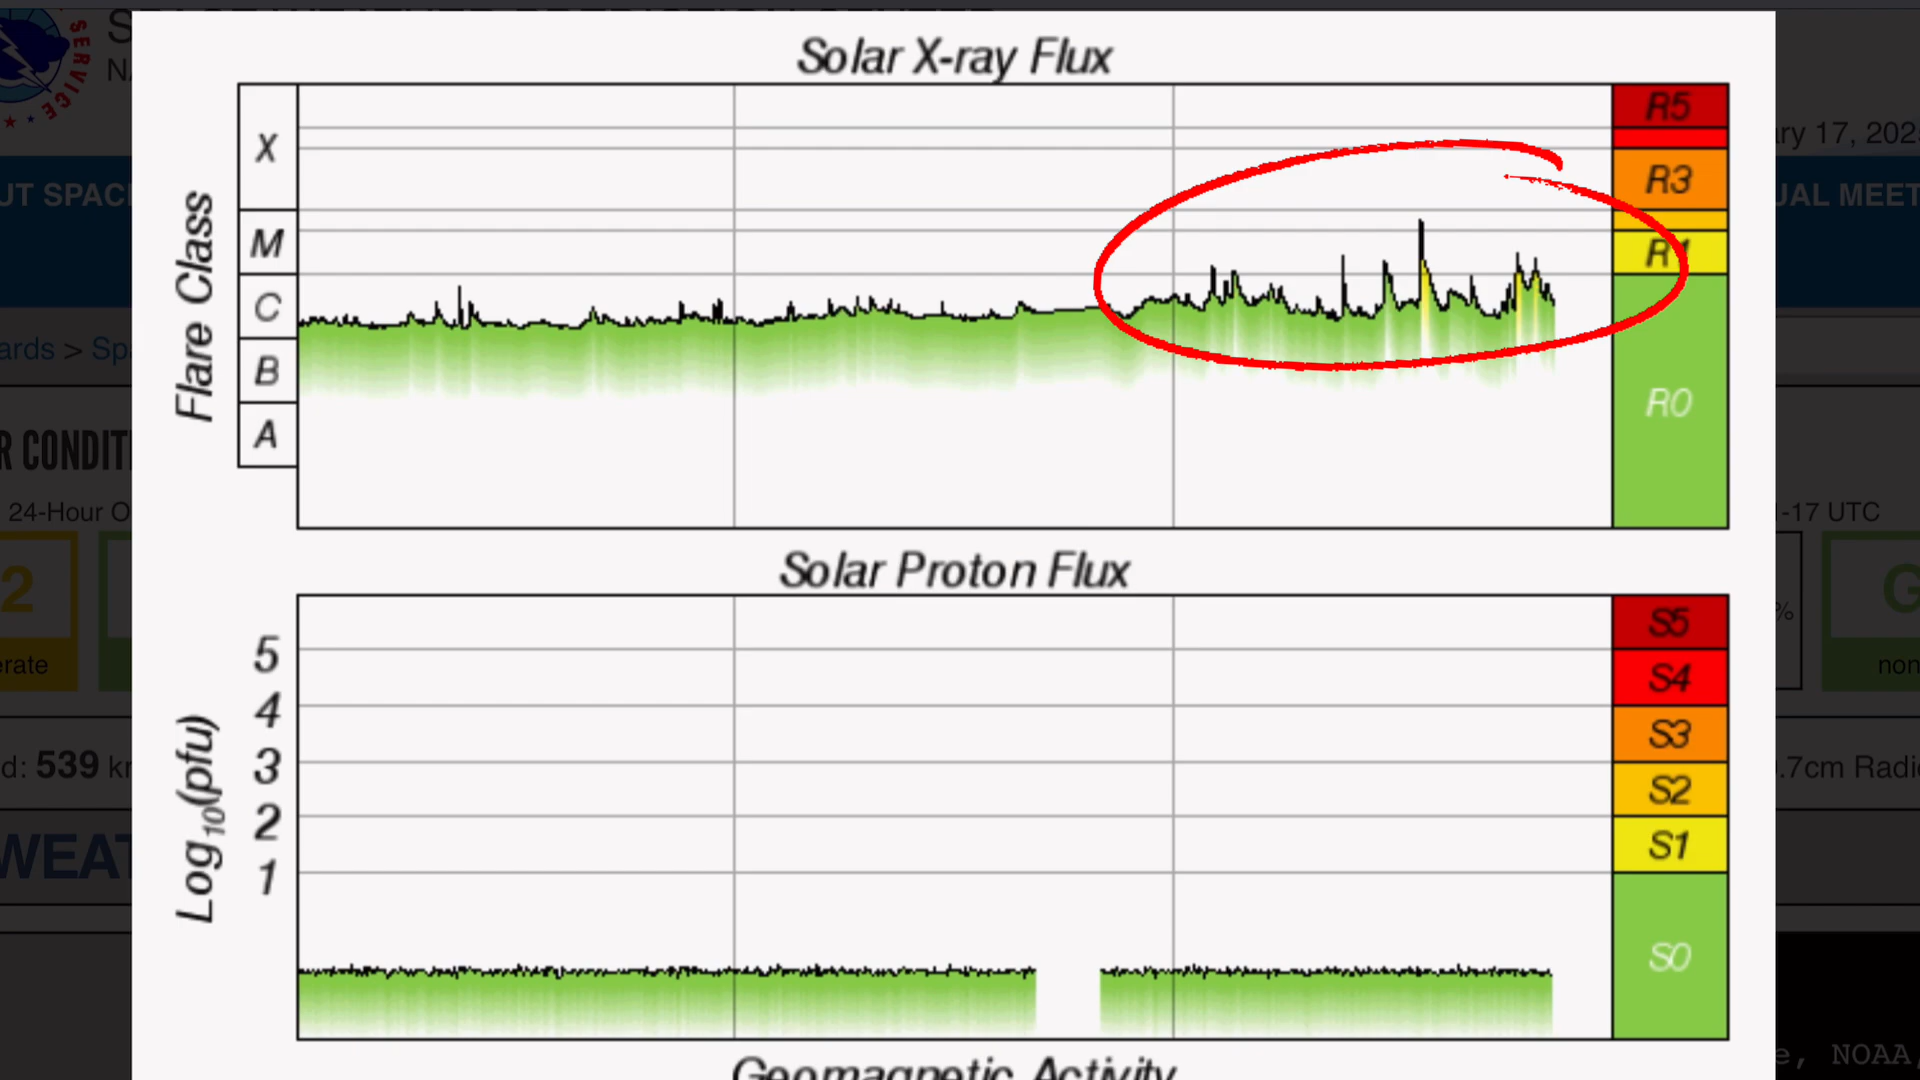 SERVICE
ry 17, 202
UT SPAC
UAL MEET
ards > Sp
R CONDIT
24-Hour O
-17 UTC
2
G
%
erate
non
d: 539 k
.7cm Radi
WEAT
e, NOAA,
Solar X-ray Flux
Flare Class
X
M
C
B
A
R5
R3
R1
R0
Solar Proton Flux
Log10(pfu)
5
4
3
2
1
S5
S4
S3
S2
S1
S0
Geomagnetic Activity